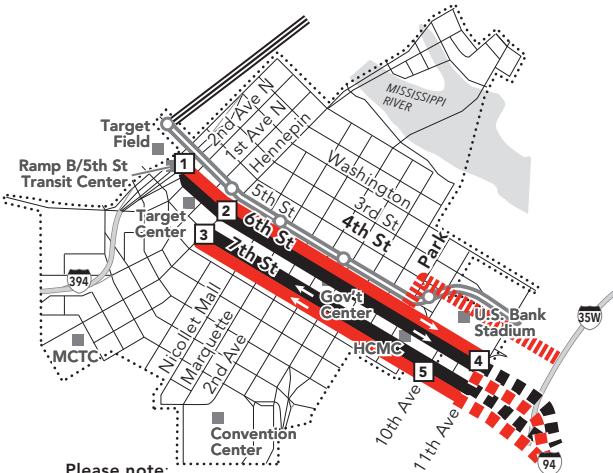 MISSISSIPPI
RIVER
2nd Ave N
1st Ave N
Hennepin
Target
Field
Ramp B/5th St
Transit Center
1
Washington
3rd St
4th St
5th St
2
6th St
Target
Center
3
7th St
Park
394
Gov't
Center
U.S. Bank
Stadium
35W
Nicollet Mall
Marquette
2nd Ave
MCTC
HCMC
4
5
10th Ave
11th Ave
Convention
Center
94
Please note: